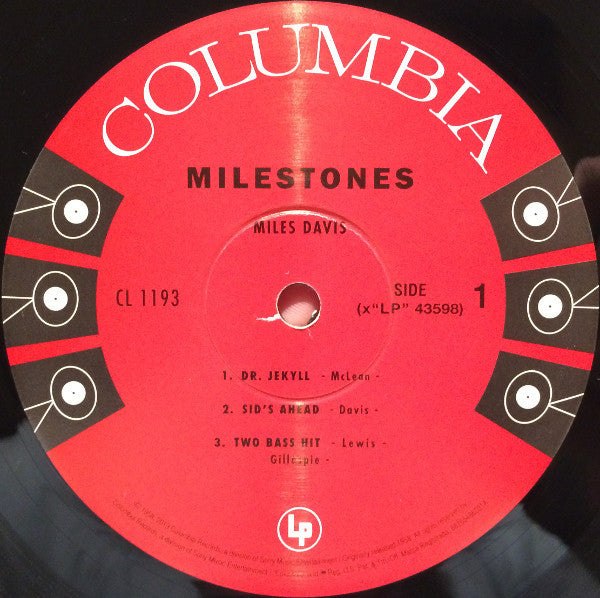 COLUMBIA
MILESTONES
MILES DAVIS
CL 1193
SIDE 1
(x"LP" 43598)
1. DR. JEKYLL - McLean -
2. SID'S AHEAD - Davis -
3. TWO BASS HIT - Lewis -
Gillespie -
Lp